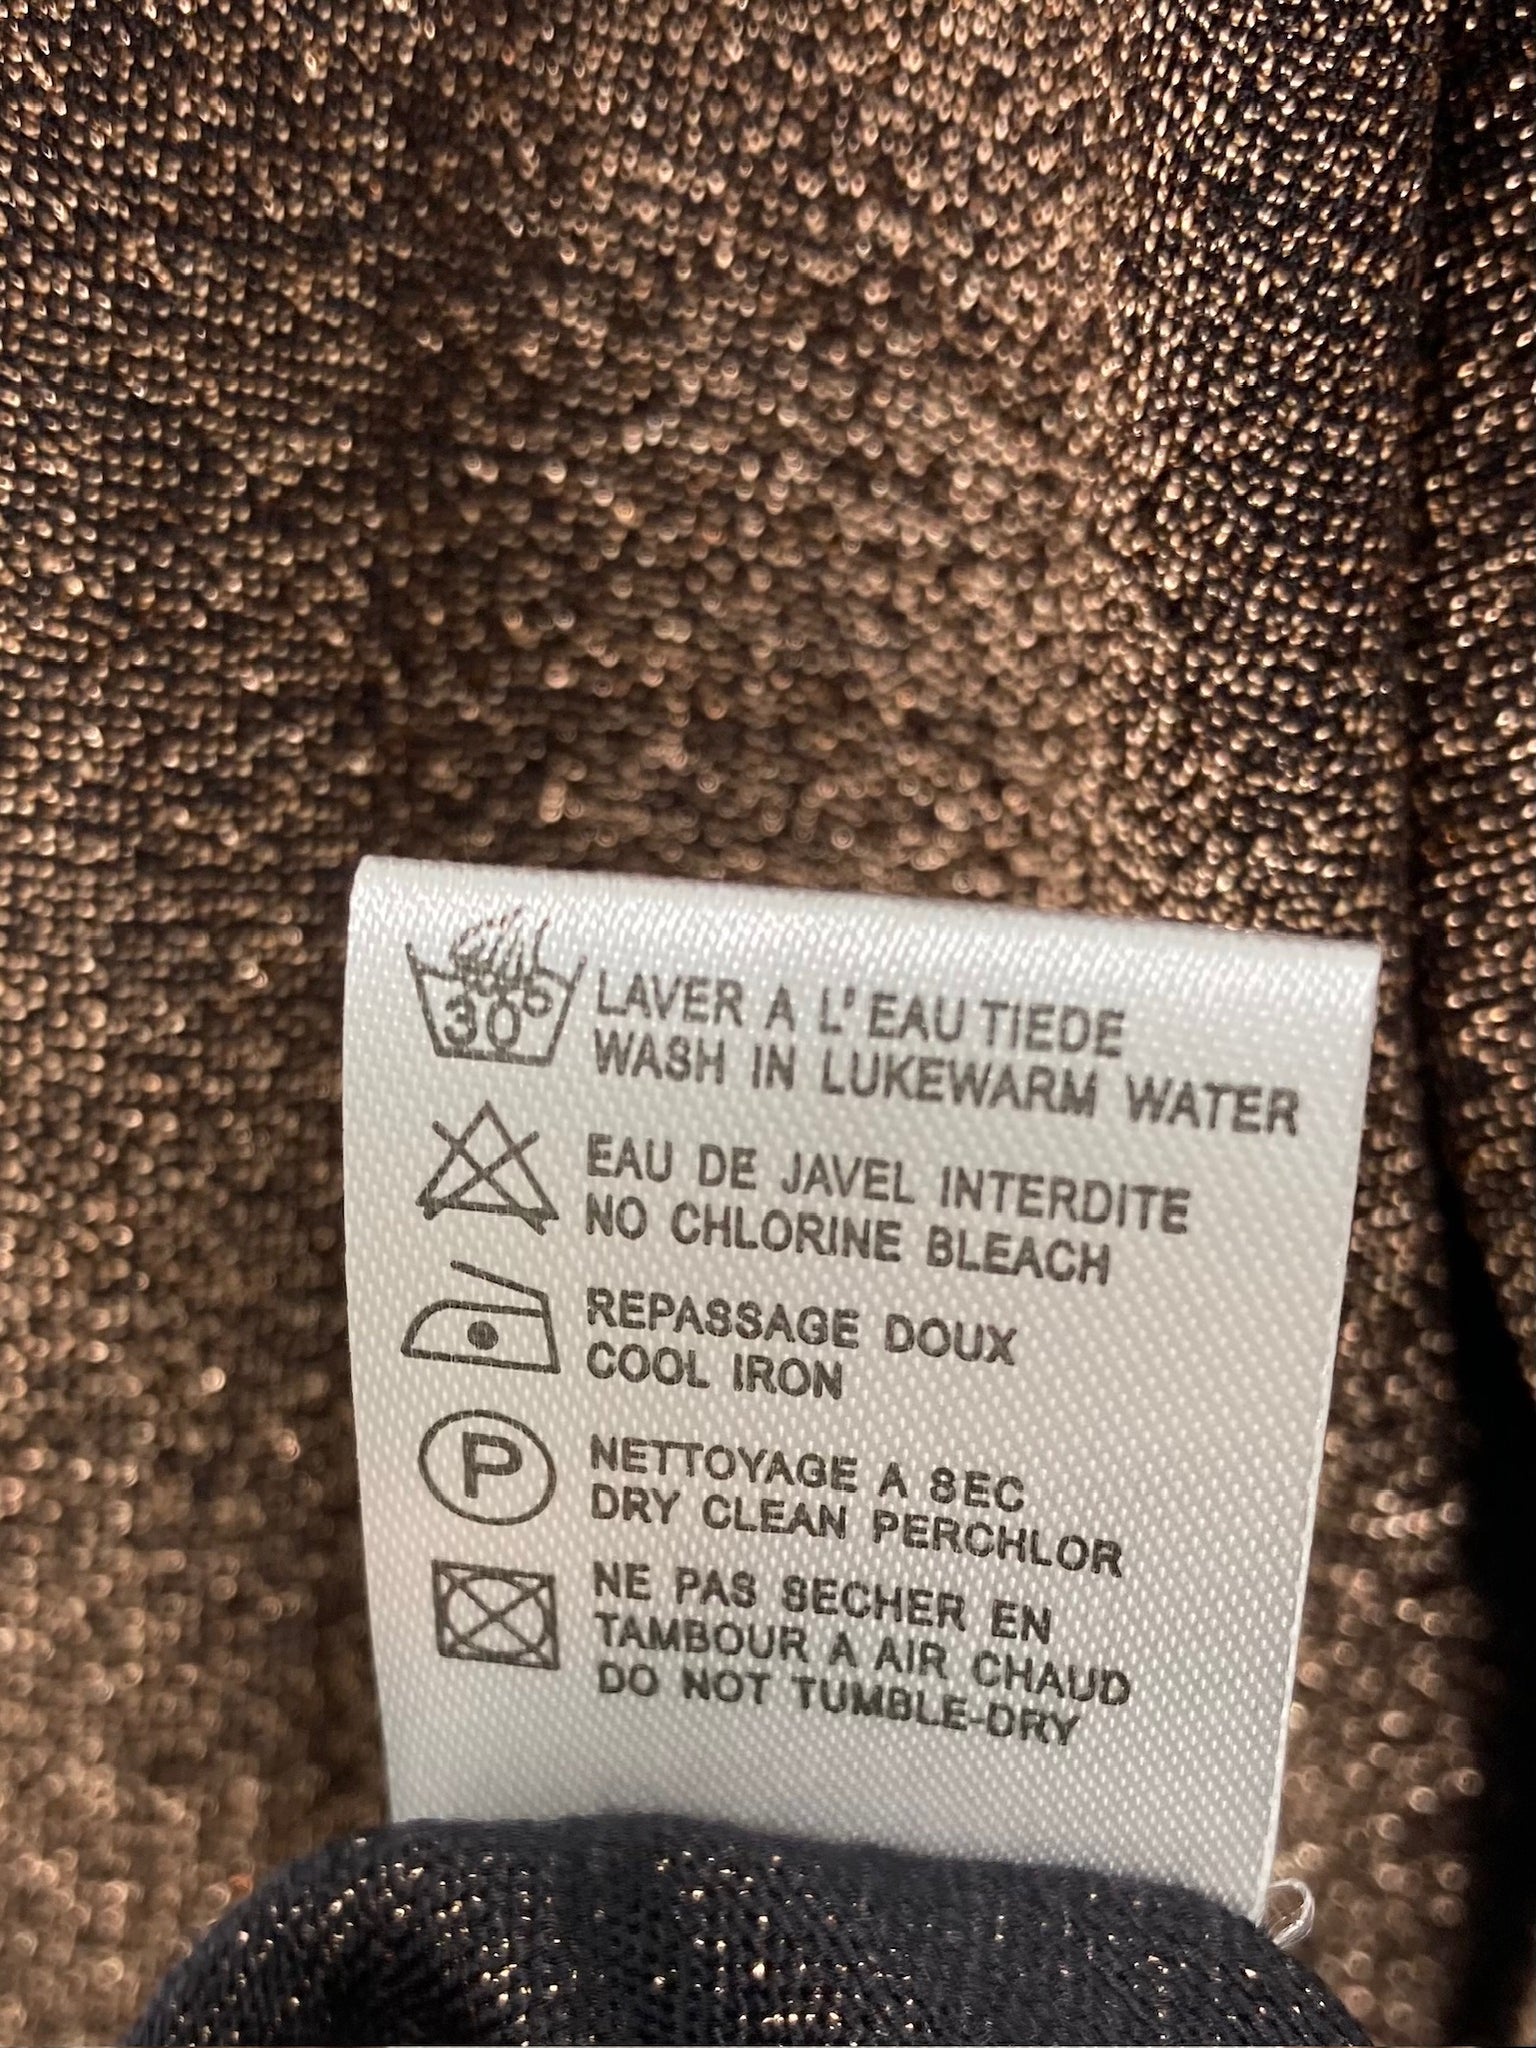 30°
LAVER A L'EAU TIEDE
WASH IN LUKEWARM WATER
EAU DE JAVEL INTERDITE
NO CHLORINE BLEACH
REPASSAGE DOUX
COOL IRON
P
NETTOYAGE A SEC
DRY CLEAN PERCHLOR
NE PAS SECHER EN
TAMBOUR A AIR CHAUD
DO NOT TUMBLE-DRY